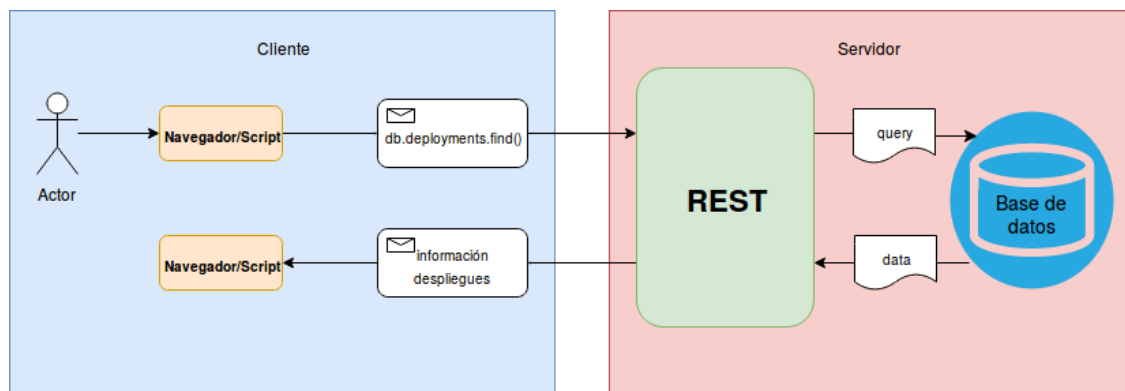 Cliente
Servidor
Navegador/Script
db.deployments.find()
query
Actor
REST
Base de
datos
Navegador/Script
información
despliegues
data